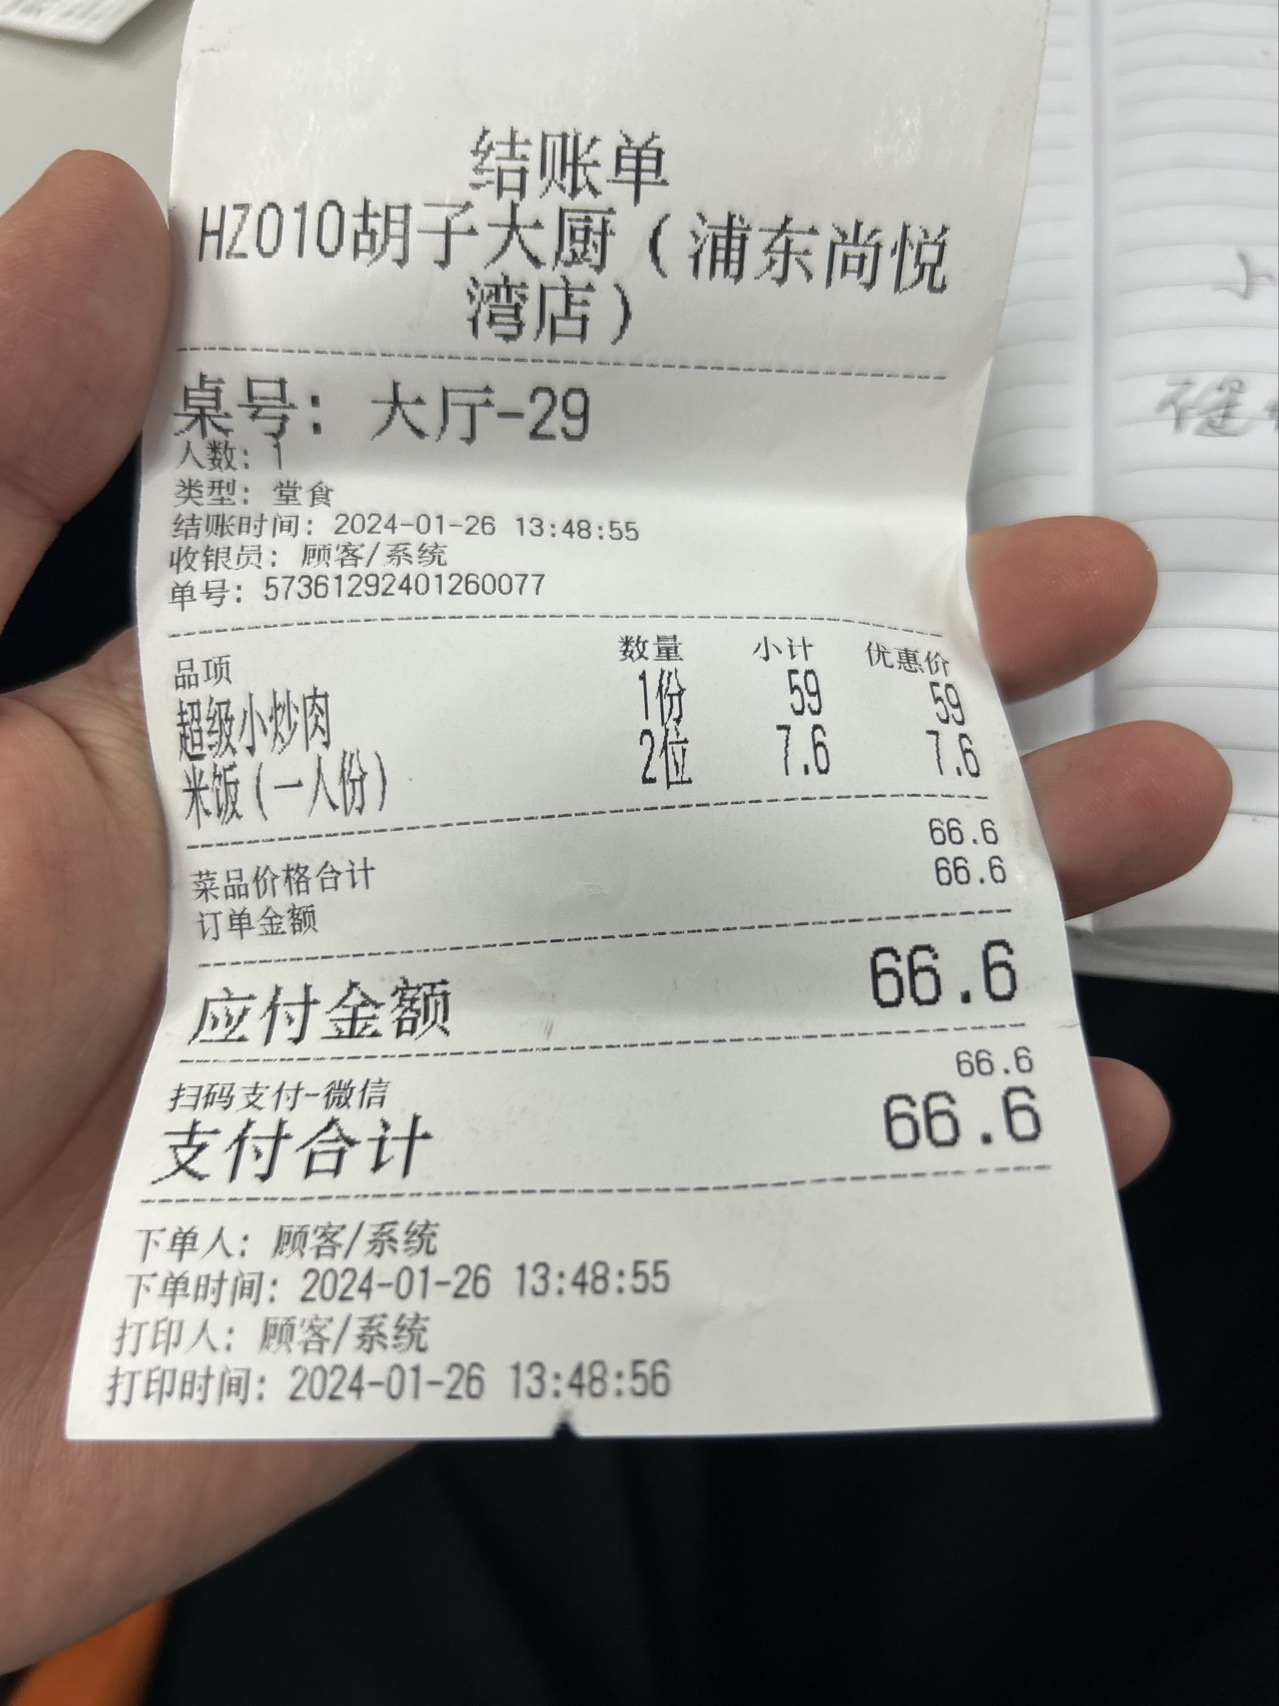 结账单
HZ010胡子大厨（浦东尚悦
湾店）
桌号：大厅-29
人数：1
类型：堂食
结账时间：2024-01-26 13:48:55
收银员：顾客/系统
单号：57361292401260077
品项 数量 小计 优惠价
超级小炒肉 1份 59 59
米饭（一人份） 2位 7.6 7.6
菜品价格合计 66.6
订单金额 66.6
应付金额 66.6
扫码支付-微信 66.6
支付合计 66.6
下单人：顾客/系统
下单时间：2024-01-26 13:48:55
打印人：顾客/系统
打印时间：2024-01-26 13:48:56